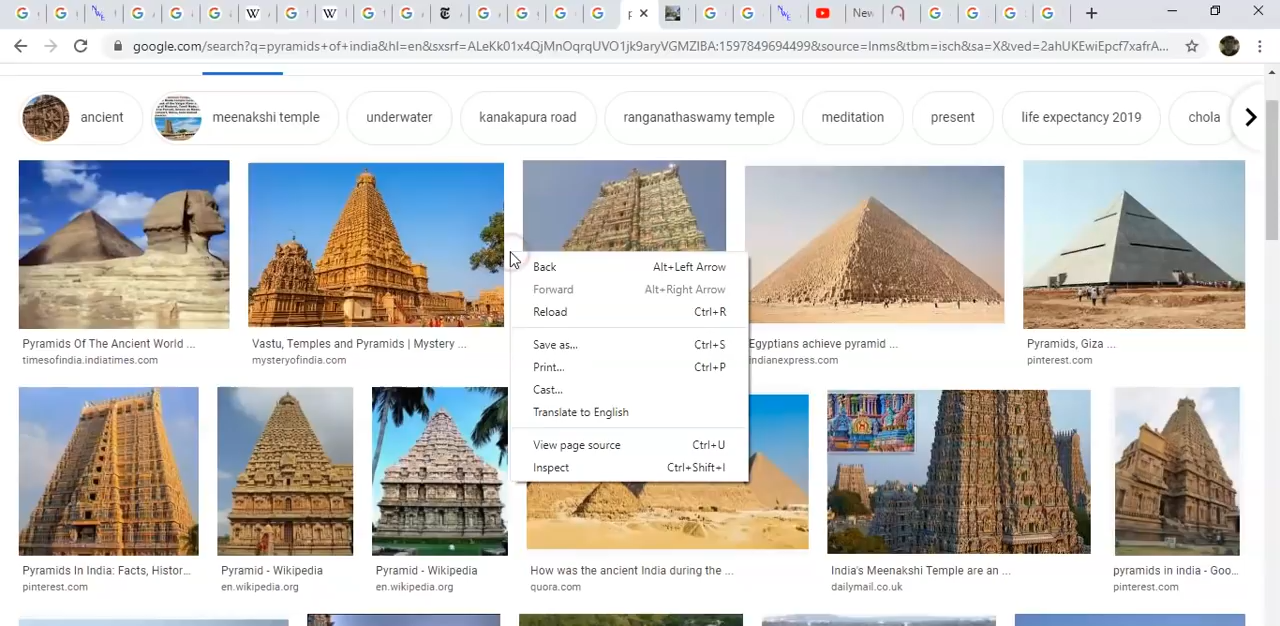 New
google.com/search?q=pyramids+of+india&hl=en&sxsrf=ALeKk01x4QjMnOqrqUVO1jk9aryVGMZIBA:1597849694499&source=lnms&tbm=isch&sa=X&ved=2ahUKEwiEpcf7xafrA...
ancient
meenakshi temple
underwater
kanakapura road
ranganathaswamy temple
meditation
present
life expectancy 2019
chola
Back Alt+Left Arrow
Forward Alt+Right Arrow
Reload Ctrl+R
Save as... Ctrl+S
Print... Ctrl+P
Cast...
Translate to English
View page source Ctrl+U
Inspect Ctrl+Shift+I
Pyramids Of The Ancient World ...
timesofindia.indiatimes.com
Vastu, Temples and Pyramids | Mystery ...
mysteryofindia.com
Egyptians achieve pyramid ...
indianexpress.com
Pyramids, Giza ...
pinterest.com
Pyramids In India: Facts, Histor...
pinterest.com
Pyramid - Wikipedia
en.wikipedia.org
Pyramid - Wikipedia
en.wikipedia.org
How was the ancient India during the ...
quora.com
India's Meenakshi Temple are an ...
dailymail.co.uk
pyramids in india - Goo...
pinterest.com